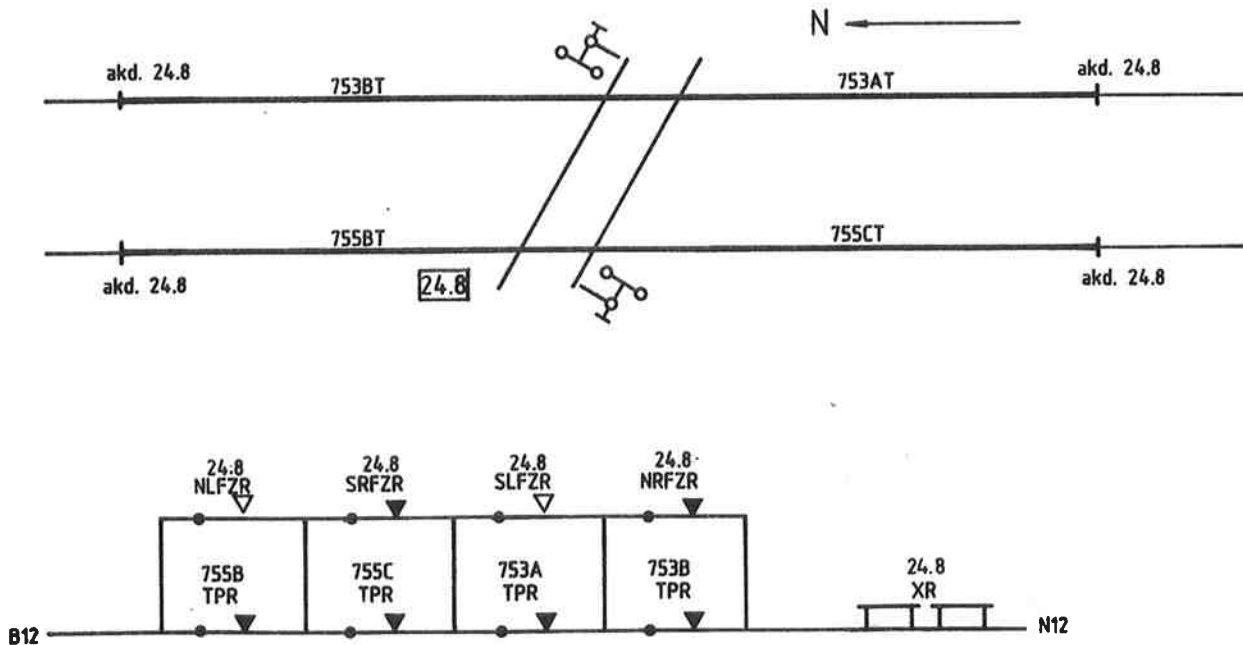 N
akd. 24.8
753BT
753AT
akd. 24.8
755BT
755CT
akd. 24.8
24.8
akd. 24.8
24.8
NLFZR
24.8
SRFZR
24.8
SLFZR
24.8
NRFZR
755B
TPR
755C
TPR
753A
TPR
753B
TPR
24.8
XR
B12
N12